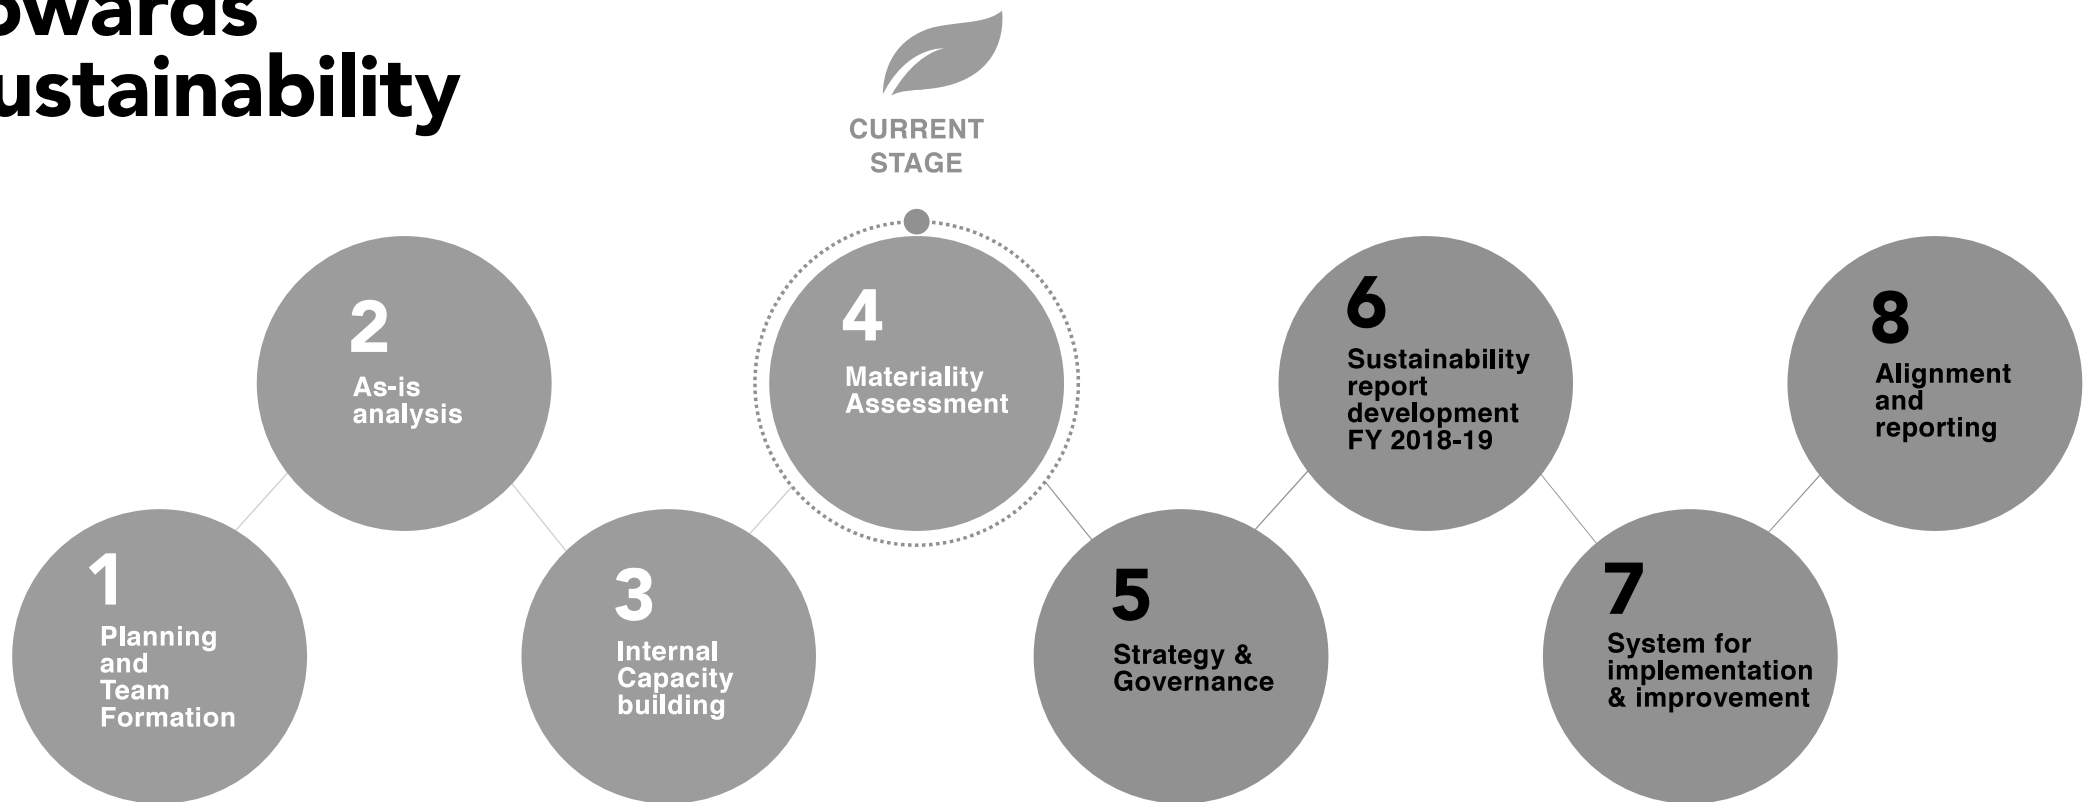 owards
ustainability
CURRENT
STAGE
1
Planning
and
Team
Formation
2
As-is
analysis
3
Internal
Capacity
building
4
Materiality
Assessment
5
Strategy &
Governance
6
Sustainability
report
development
FY 2018-19
7
System for
implementation
& improvement
8
Alignment
and
reporting